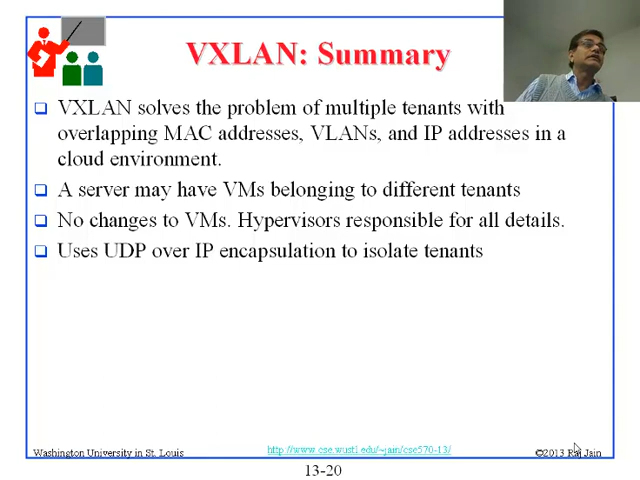 VXLAN: Summary
VXLAN solves the problem of multiple tenants with
overlapping MAC addresses, VLANs, and IP addresses in a
cloud environment.
A server may have VMs belonging to different tenants
No changes to VMs. Hypervisors responsible for all details.
Uses UDP over IP encapsulation to isolate tenants
Washington University in St. Louis
http://www.cse.wustl.edu/~jain/cse570-13/
©2013 Raj Jain
13-20